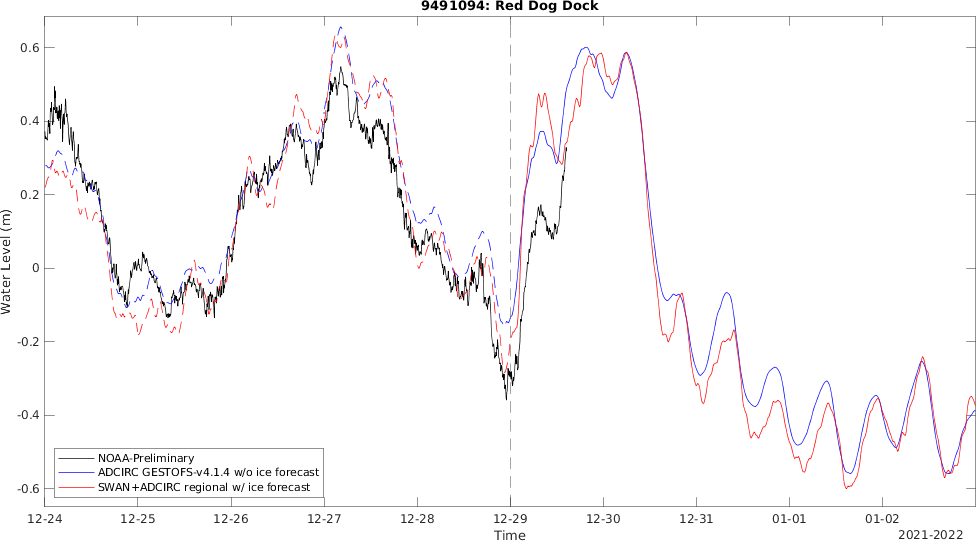 9491094: Red Dog Dock
Water Level (m)
0.6
0.4
0.2
0
-0.2
-0.4
-0.6
NOAA-Preliminary
ADCIRC GESTOFS-v4.1.4 w/o ice forecast
SWAN+ADCIRC regional w/ ice forecast
12-24 12-25 12-26 12-27 12-28 12-29 12-30 12-31 01-01 01-02
Time
2021-2022